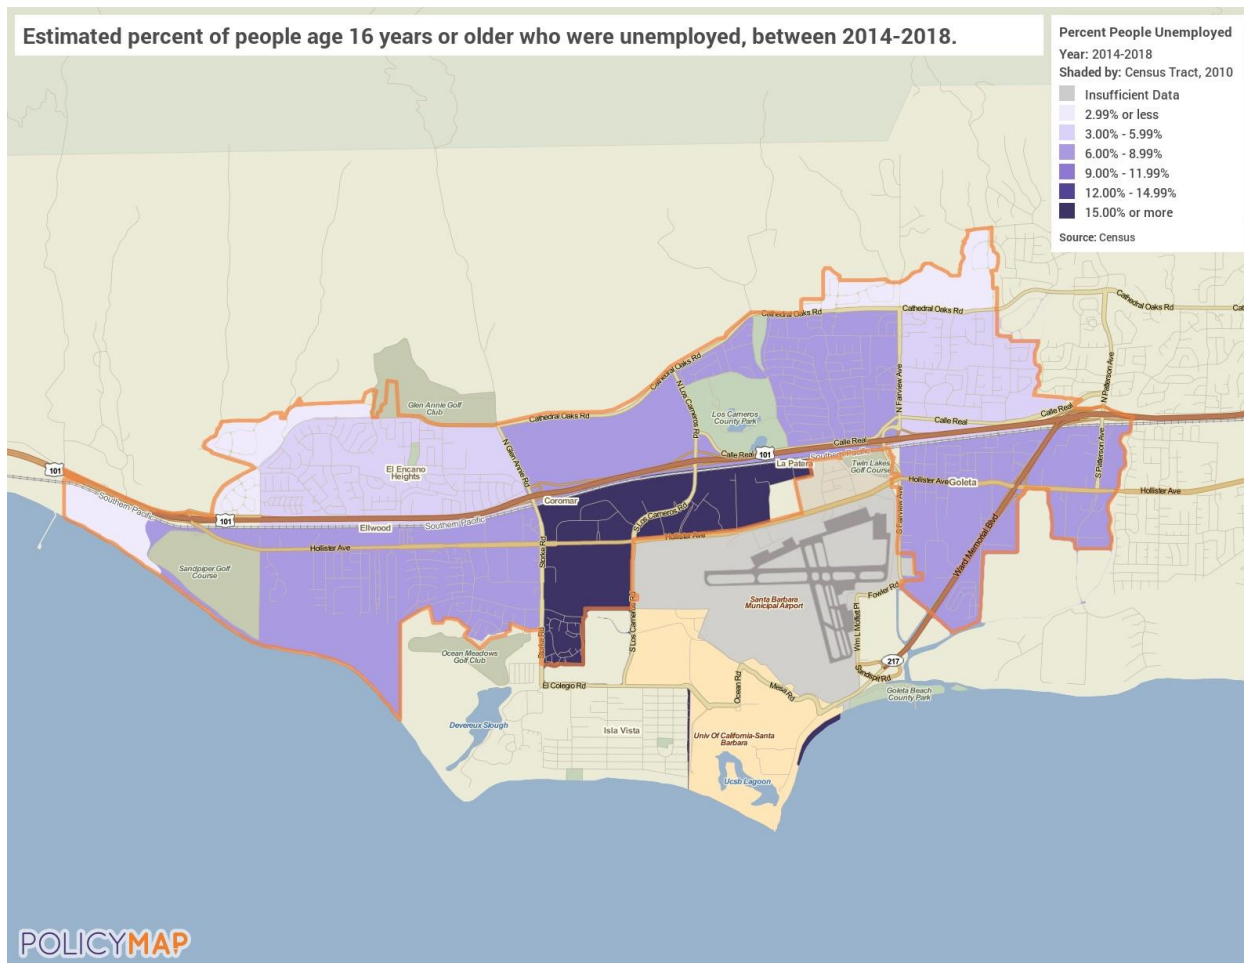 Estimated percent of people age 16 years or older who were unemployed, between 2014-2018.
Percent People Unemployed
Year: 2014-2018
Shaded by: Census Tract, 2010
Insufficient Data
2.99% or less
3.00% - 5.99%
6.00% - 8.99%
9.00% - 11.99%
12.00% - 14.99%
15.00% or more
Source: Census
Cathedral Oaks Rd
Cathedral Oaks Rd
Cathedral Oaks Rd
Cat
Cathedral Oaks Rd
N Patterson Ave
N Fairview Ave
Glen Annie Golf
Club
Cathedral Oaks Rd
N Los Carneros Rd
Los Carneros
County Park
Calle Real
Calle Real
Calle Real
Calle Real
101
Southern Pacific
La Patera
Twin Lakes
Golf Course
S Patterson Ave
N Glen Annie Rd
El Encano
Heights
101
Southern Pacific
Hollister Ave
Goleta
Hollister Ave
Coromar
S Los Carneros Rd
S Fairview Ave
101
Ellwood
Southern Pacific
Hollister Ave
Hollister Ave
Storke Rd
Ward Memorial Blvd
Sandpiper Golf
Course
Santa Barbara
Municipal Airport
Fowler Rd
Wm L Moffett Pl
S Los Carneros Rd
Storke Rd
Ocean Meadows
Golf Club
217
Sandspit Rd
El Colegio Rd
Ocean Rd
Mesa Rd
Goleta Beach
County Park
Devereux Slough
Isla Vista
Univ Of California-Santa
Barbara
Ucsb Lagoon
POLICYMAP